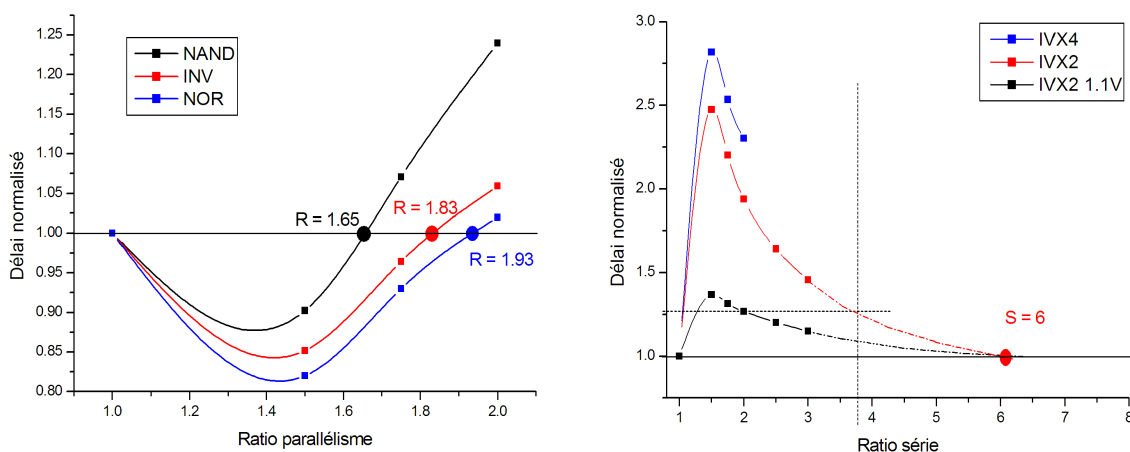 1.25
1.20
1.15
1.10
1.05
1.00
0.95
0.90
0.85
0.80
Délai normalisé
NAND
INV
NOR
R = 1.65
R = 1.83
R = 1.93
1.0
1.2
1.4
1.6
1.8
2.0
Ratio parallélisme
3.0
2.5
2.0
1.5
1.0
Délai normalisé
IVX4
IVX2
IVX2 1.1V
S = 6
1
2
3
4
5
6
7
8
Ratio série